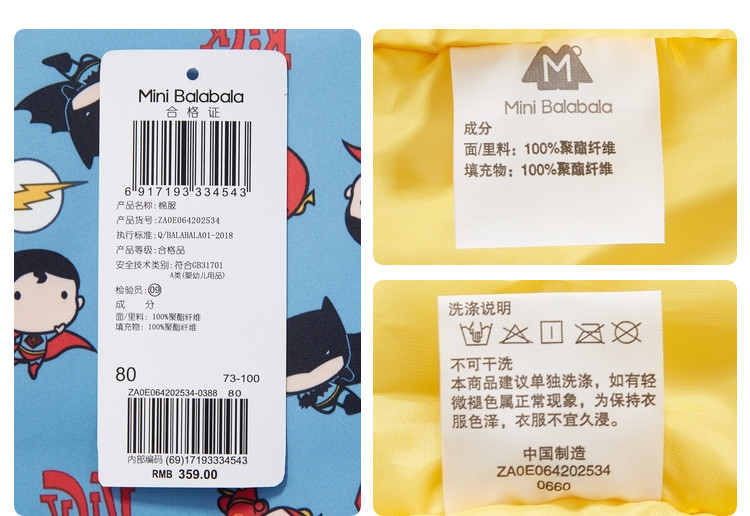 Mini Balabala
合格证
6 917193 334543
产品名称:棉服
产品货号:ZA0E064202534
执行标准:Q/BALABALA01-2018
产品等级:合格品
安全技术类别:符合GB31701
A类(婴幼儿用品)
检验员:09
成 分
面/里料:100%聚酯纤维
填充物:100%聚酯纤维
80 73-100
ZA0E064202534-0388 80
内部编码 (69)17193334543
RMB 359.00
M
Mini Balabala
成分
面/里料:100%聚酯纤维
填充物:100%聚酯纤维
洗涤说明
不可干洗
本商品建议单独洗涤,如有轻
微褪色属正常现象,为保持衣
服色泽,衣服不宜久浸。
中国制造
ZA0E064202534
0660